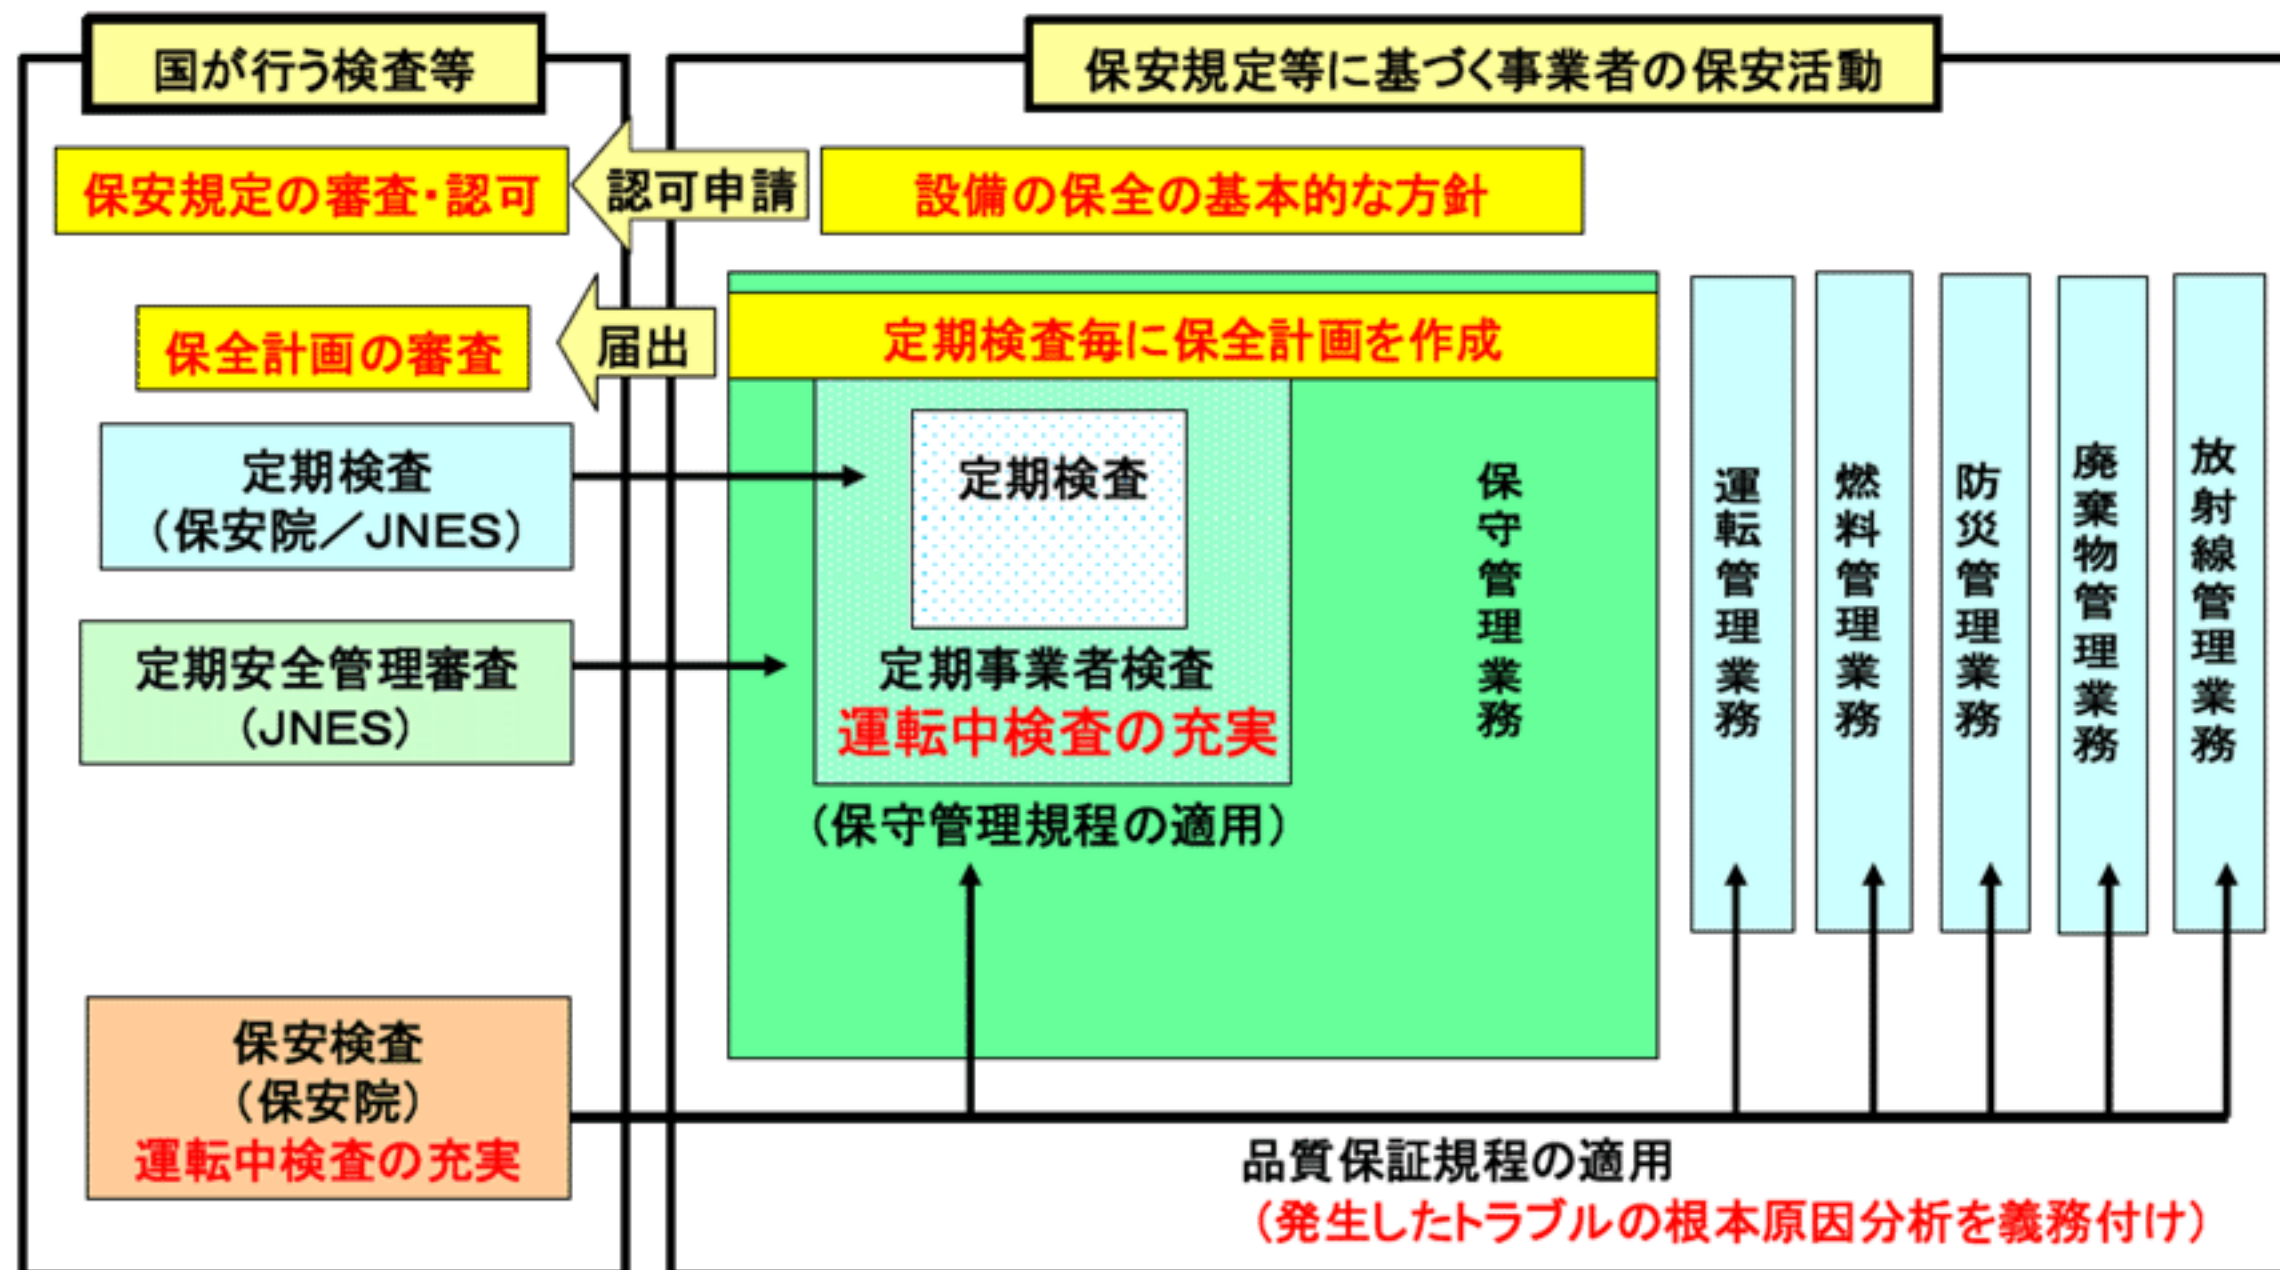 国が行う検査等
保安規定等に基づく事業者の保安活動
保安規定の審査・認可
認可申請
設備の保全の基本的な方針
保全計画の審査
届出
定期検査毎に保全計画を作成
定期検査
（保安院／JNES）
定期検査
定期安全管理審査
（JNES）
定期事業者検査
運転中検査の充実
（保守管理規程の適用）
保守管理業務
運転管理業務
燃料管理業務
防災管理業務
廃棄物管理業務
放射線管理業務
保安検査
（保安院）
運転中検査の充実
品質保証規程の適用
（発生したトラブルの根本原因分析を義務付け）